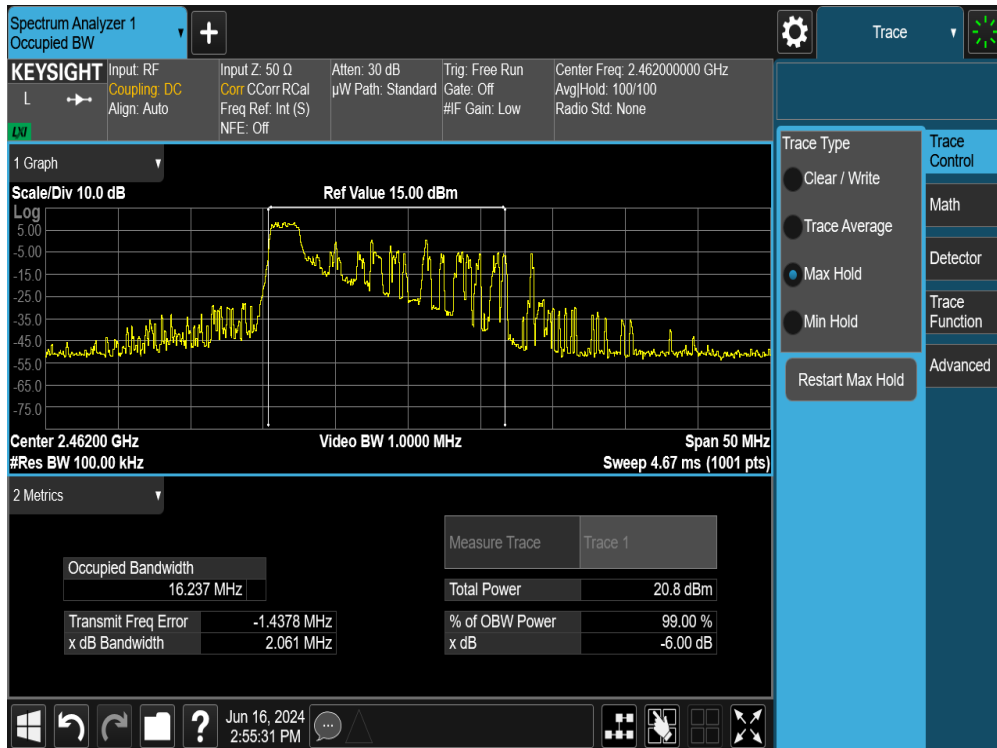 Spectrum Analyzer 1
Occupied BW
+
Trace
KEYSIGHT
L
LXI
Input: RF
Coupling: DC
Align: Auto
Input Z: 50 Ω
Corr CCorr RCal
Freq Ref: Int (S)
NFE: Off
Atten: 30 dB
µW Path: Standard
Trig: Free Run
Gate: Off
#IF Gain: Low
Center Freq: 2.462000000 GHz
Avg|Hold: 100/100
Radio Std: None
1 Graph
Scale/Div 10.0 dB
Ref Value 15.00 dBm
Log
5.00
-5.00
-15.0
-25.0
-35.0
-45.0
-55.0
-65.0
-75.0
Center 2.46200 GHz
Video BW 1.0000 MHz
Span 50 MHz
#Res BW 100.00 kHz
Sweep 4.67 ms (1001 pts)
2 Metrics
Measure Trace
Trace 1
Occupied Bandwidth
16.237 MHz
Total Power
20.8 dBm
Transmit Freq Error
-1.4378 MHz
% of OBW Power
99.00 %
x dB Bandwidth
2.061 MHz
x dB
-6.00 dB
Trace Type
Clear / Write
Trace Average
Max Hold
Min Hold
Restart Max Hold
Trace
Control
Math
Detector
Trace
Function
Advanced
?
Jun 16, 2024
2:55:31 PM